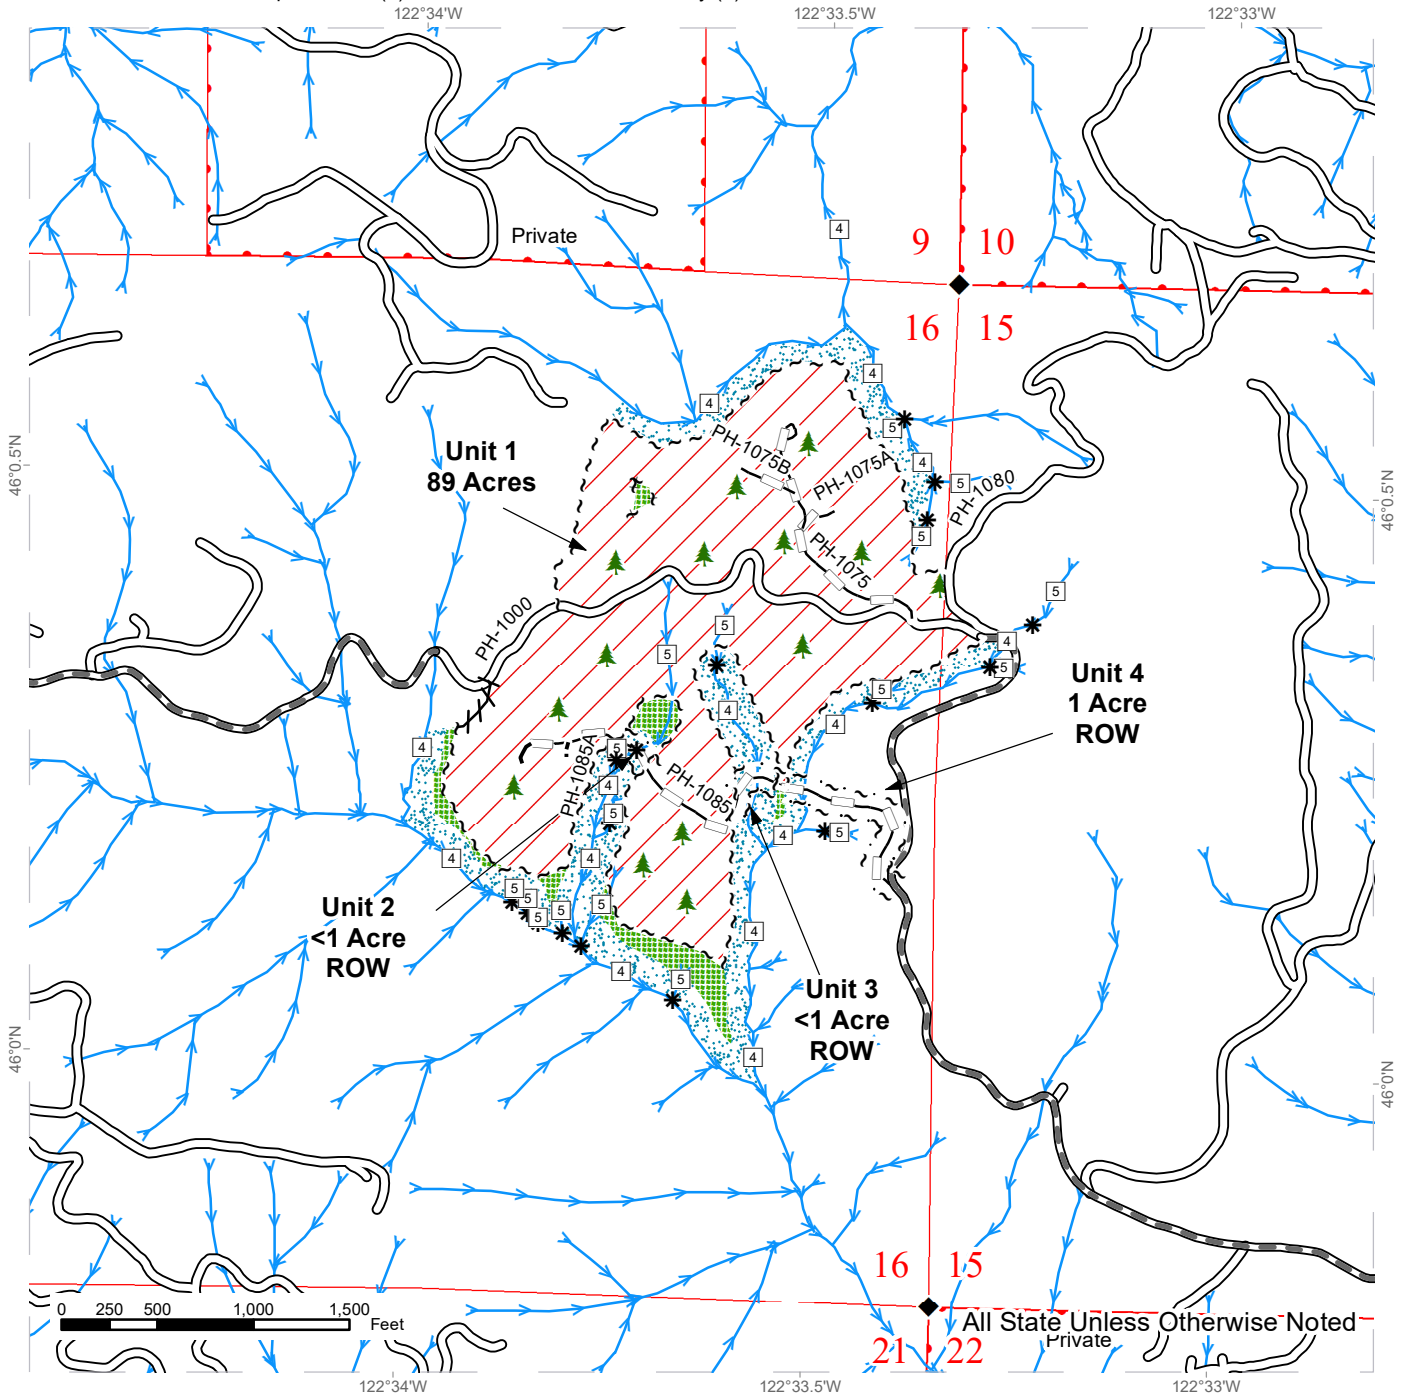 122°34'W
122°33.5'W
122°33'W
Private
9
10
16
15
4
4
4
5
4
5
5
PH-1075B
PH-1075A
PH-1080
PH-1075
Unit 1
89 Acres
46°0.5'N
46°0.5'N
PH-1000
5
5
5
4
5
5
4
4
4
Unit 4
1 Acre
ROW
5
PH-1085A
4
PH-1085
5
4
5
4
4
5
5
5
5
5
4
Unit 2
<1 Acre
ROW
4
5
Unit 3
<1 Acre
ROW
4
46°0'N
46°0'N
16
15
0 250 500 1,000 1,500
Feet
All State Unless Otherwise Noted
Private
21
22
122°34'W
122°33.5'W
122°33'W